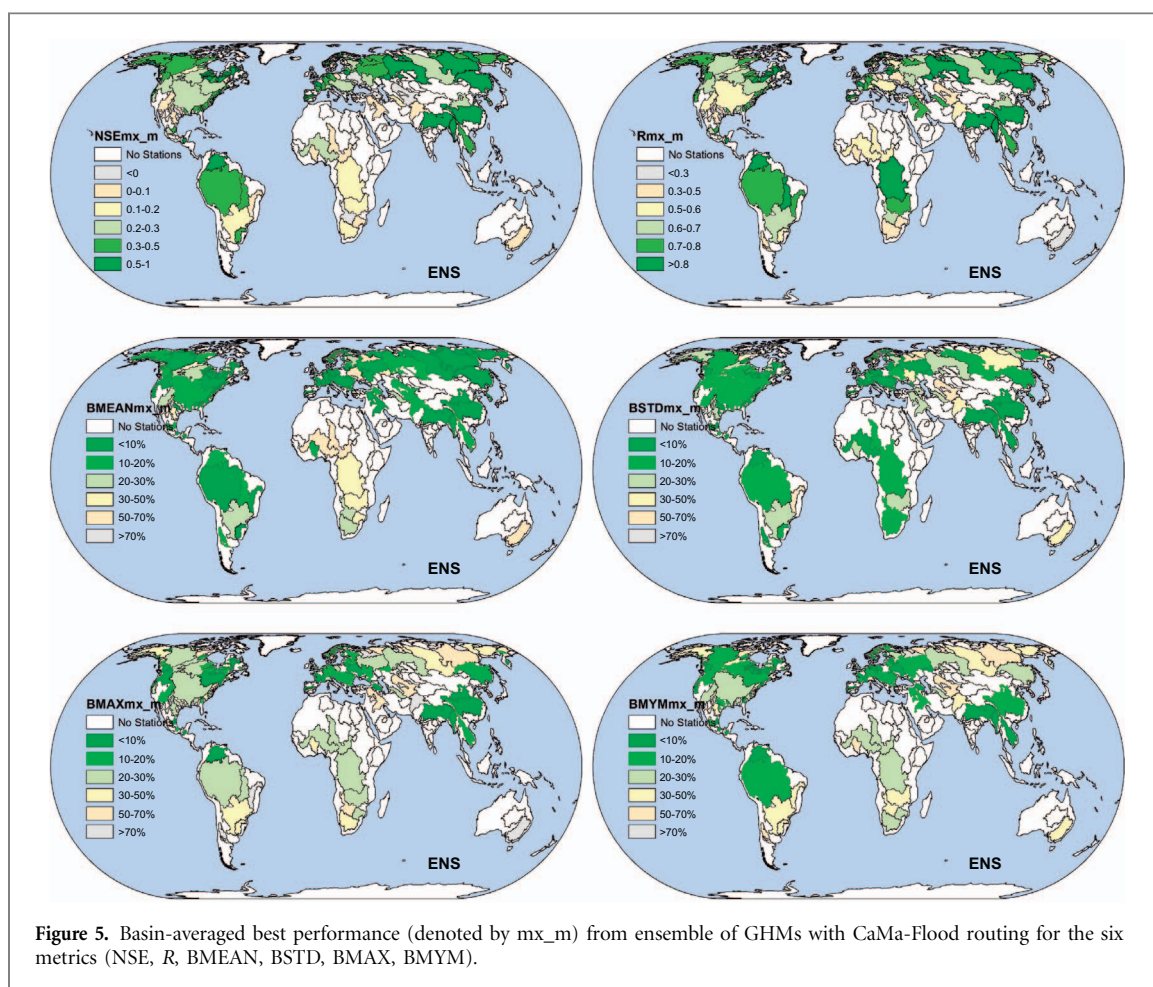 NSEmx_m
No Stations
<0
0-0.1
0.1-0.2
0.2-0.3
0.3-0.5
0.5-1
ENS
Rmx_m
No Stations
<0.3
0.3-0.5
0.5-0.6
0.6-0.7
0.7-0.8
>0.8
ENS
BMEANmx_m
No Stations
<10%
10-20%
20-30%
30-50%
50-70%
>70%
ENS
BSTDmx_m
No Stations
<10%
10-20%
20-30%
30-50%
50-70%
>70%
ENS
BMAXmx_m
No Stations
<10%
10-20%
20-30%
30-50%
50-70%
>70%
ENS
BMYMmx_m
No Stations
<10%
10-20%
20-30%
30-50%
50-70%
>70%
ENS
Figure 5. Basin-averaged best performance (denoted by mx_m) from ensemble of GHMs with CaMa-Flood routing for the six
metrics (NSE, R, BMEAN, BSTD, BMAX, BMYM).